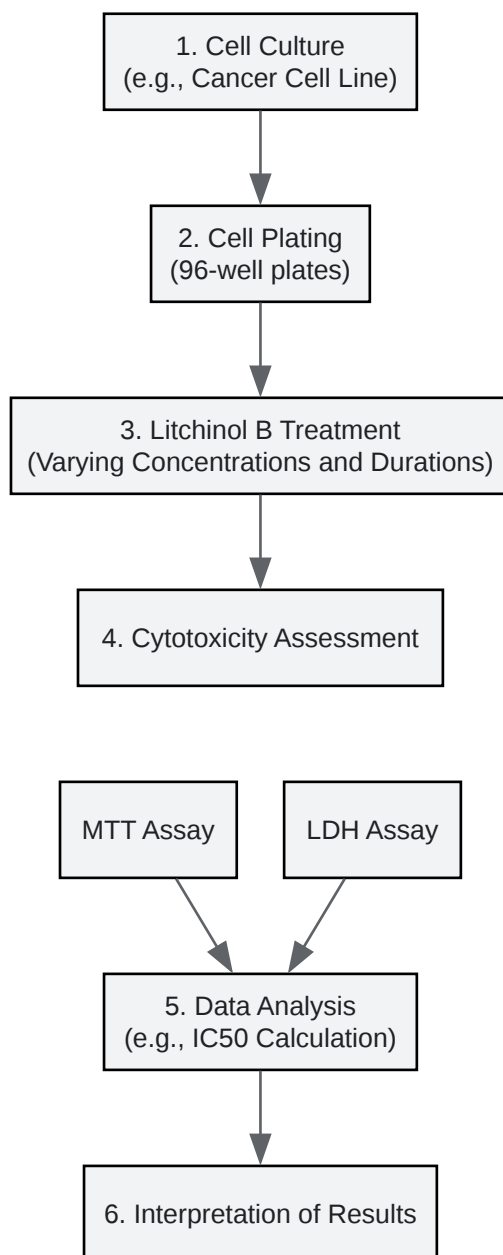 1. Cell Culture
(e.g., Cancer Cell Line)
2. Cell Plating
(96-well plates)
3. Litchinol B Treatment
(Varying Concentrations and Durations)
4. Cytotoxicity Assessment
MTT Assay
LDH Assay
5. Data Analysis
(e.g., IC50 Calculation)
6. Interpretation of Results